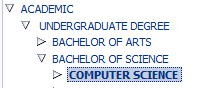 ACADEMIC
UNDERGRADUATE DEGREE
BACHELOR OF ARTS
BACHELOR OF SCIENCE
COMPUTER SCIENCE